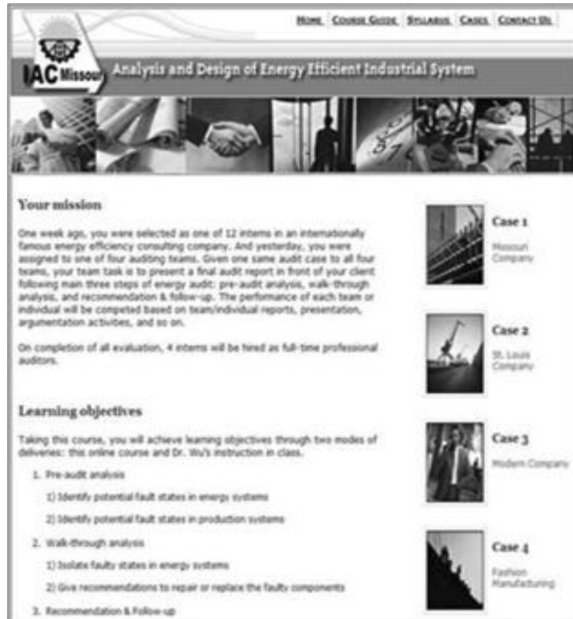 Home Course Guide Syllabus Cases Contact Us
IAC Missouri
Analysis and Design of Energy Efficient Industrial System
Your mission
One week ago, you were selected as one of 12 interns in an internationally
famous energy efficiency consulting company. And yesterday, you were
assigned to one of four auditing teams. Given one same audit case to all four
teams, your team task is to present a final audit report in front of your client
following main three steps of energy audit: pre-audit analysis, walk-through
analysis, and recommendation & follow-up. The performance of each team or
individual will be competed based on team/individual reports, presentation,
argumentation activities, and so on.
On completion of all evaluation, 4 interns will be hired as full-time professional
auditors.
Learning objectives
Taking this course, you will achieve learning objectives through two modes of
deliveries: this online course and Dr. Wu's instruction in class.
1. Pre-audit analysis
1) Identify potential fault states in energy systems
2) Identify potential fault states in production systems
2. Walk-through analysis
1) Isolate faulty states in energy systems
2) Give recommendations to repair or replace the faulty components
3. Recommendation & Follow-up
Case 1
Missouri
Company
Case 2
St. Louis
Company
Case 3
Modern Company
Case 4
Fashion
Manufacturing